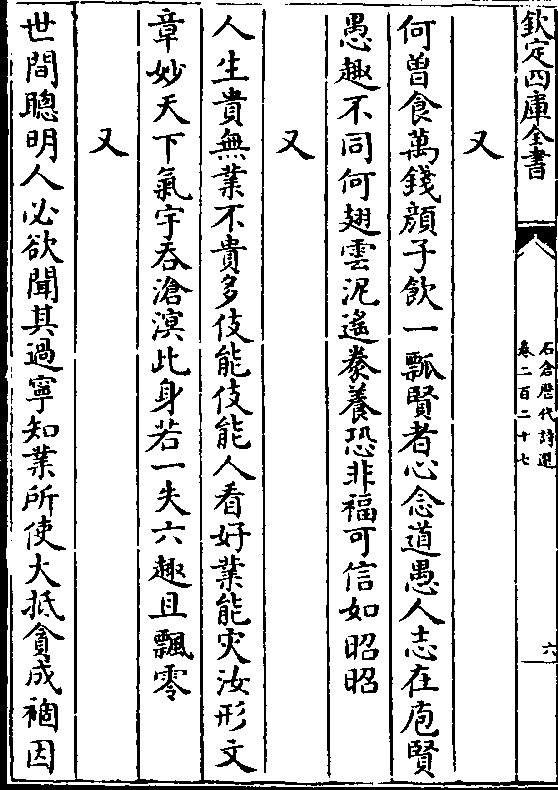 欽定四庫全書
石倉歴代詩選
卷二百二十七
六
又
何曽食萬錢顔子飲一瓢賢者心念道愚人志在庖賢
愚趣不同何翅雲泥遙豢養恐非福可信如昭昭
又
人生貴無業不貴多伎能伎能人看好業能灾汝形文
章妙天下氣宇吞滄溟此身若一失六趣且飄零
又
世間聰明人必欲聞其過寧知業所使大抵貪成禍因